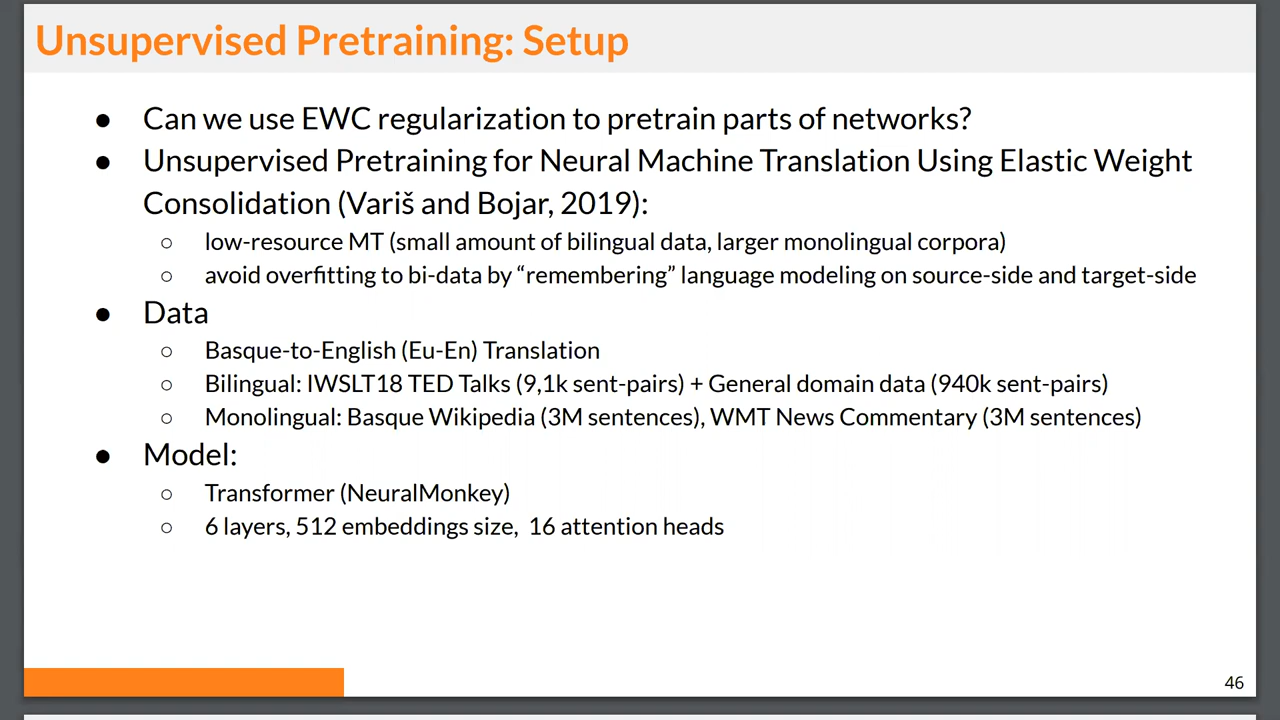 Unsupervised Pretraining: Setup
● Can we use EWC regularization to pretrain parts of networks?
● Unsupervised Pretraining for Neural Machine Translation Using Elastic Weight
Consolidation (Variš and Bojar, 2019):
○ low-resource MT (small amount of bilingual data, larger monolingual corpora)
○ avoid overfitting to bi-data by “remembering” language modeling on source-side and target-side
● Data
○ Basque-to-English (Eu-En) Translation
○ Bilingual: IWSLT18 TED Talks (9,1k sent-pairs) + General domain data (940k sent-pairs)
○ Monolingual: Basque Wikipedia (3M sentences), WMT News Commentary (3M sentences)
● Model:
○ Transformer (NeuralMonkey)
○ 6 layers, 512 embeddings size, 16 attention heads
46